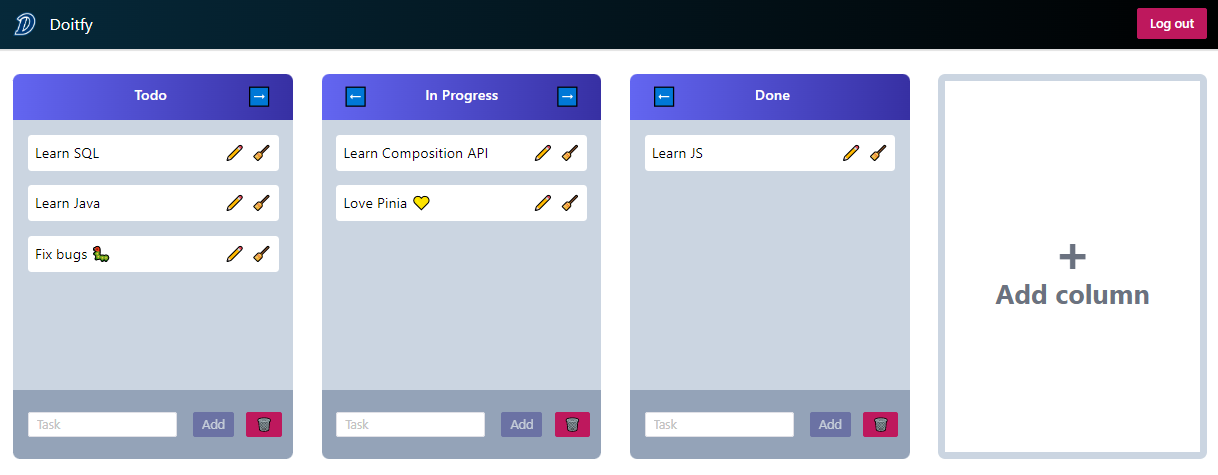 Doitfy
Log out
Todo
Learn SQL
Learn Java
Fix bugs
Task
Add
In Progress
Learn Composition API
Love Pinia
Task
Add
Done
Learn JS
Task
Add
+
Add column